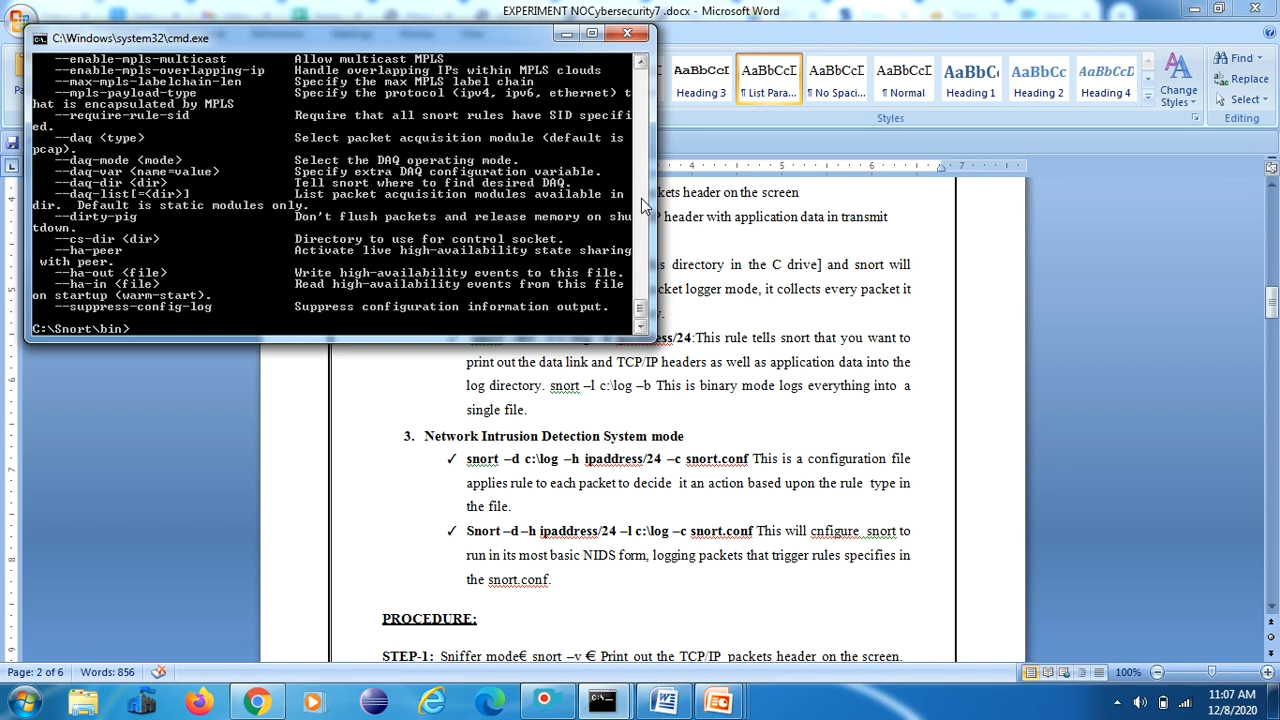 EXPERIMENT NOCybersecurity7 .docx - Microsoft Word
C:\Windows\system32\cmd.exe
--enable-mpls-multicast Allow multicast MPLS
--enable-mpls-overlapping-ip Handle overlapping IPs within MPLS clouds
--max-mpls-labelchain-len Specify the max MPLS label chain
--mpls-payload-type Specify the protocol (ipv4, ipv6, ethernet) t
hat is encapsulated by MPLS
--require-rule-sid Require that all snort rules have SID specifi
ed.
--daq <type> Select packet acquisition module (default is
pcap).
--daq-mode <mode> Select the DAQ operating mode.
--daq-var <name=value> Specify extra DAQ configuration variable.
--daq-dir <dir> Tell snort where to find desired DAQ.
--daq-list[=<dir>] List packet acquisition modules available in
dir. Default is static modules only.
--dirty-pig Don't flush packets and release memory on shu
tdown.
--cs-dir <dir> Directory to use for control socket.
--ha-peer Activate live high-availability state sharing
with peer.
--ha-out <file> Write high-availability events to this file.
--ha-in <file> Read high-availability events from this file
on startup (warm-start).
--suppress-config-log Suppress configuration information output.
C:\Snort\bin>
AaBbCcI AaBbCcDd AaBbCcDd AaBbCcDd AaBbCc AaBbCcI AaBbCcDd
Heading 3 ¶ List Para... ¶ No Spaci... ¶ Normal Heading 1 Heading 2 Heading 4
Change
Styles
Styles
Find
Replace
Select
Editing
4 5 6 7
kets header on the screen
P header with application data in transmit
is directory in the C drive] and snort will
cket logger mode, it collects every packet it
y.
ress/24:This rule tells snort that you want to
print out the data link and TCP/IP headers as well as application data into the
log directory. snort –l c:\log –b This is binary mode logs everything into a
single file.
3. Network Intrusion Detection System mode
✓ snort –d c:\log –h ipaddress/24 –c snort.conf This is a configuration file
applies rule to each packet to decide it an action based upon the rule type in
the file.
✓ Snort –d –h ipaddress/24 –l c:\log –c snort.conf This will cnfigure snort to
run in its most basic NIDS form, logging packets that trigger rules specifies in
the snort.conf.
PROCEDURE:
STEP-1: Sniffer mode€ snort –v € Print out the TCP/IP packets header on the screen.
Page: 2 of 6 Words: 856 100%
11:07 AM
12/8/2020